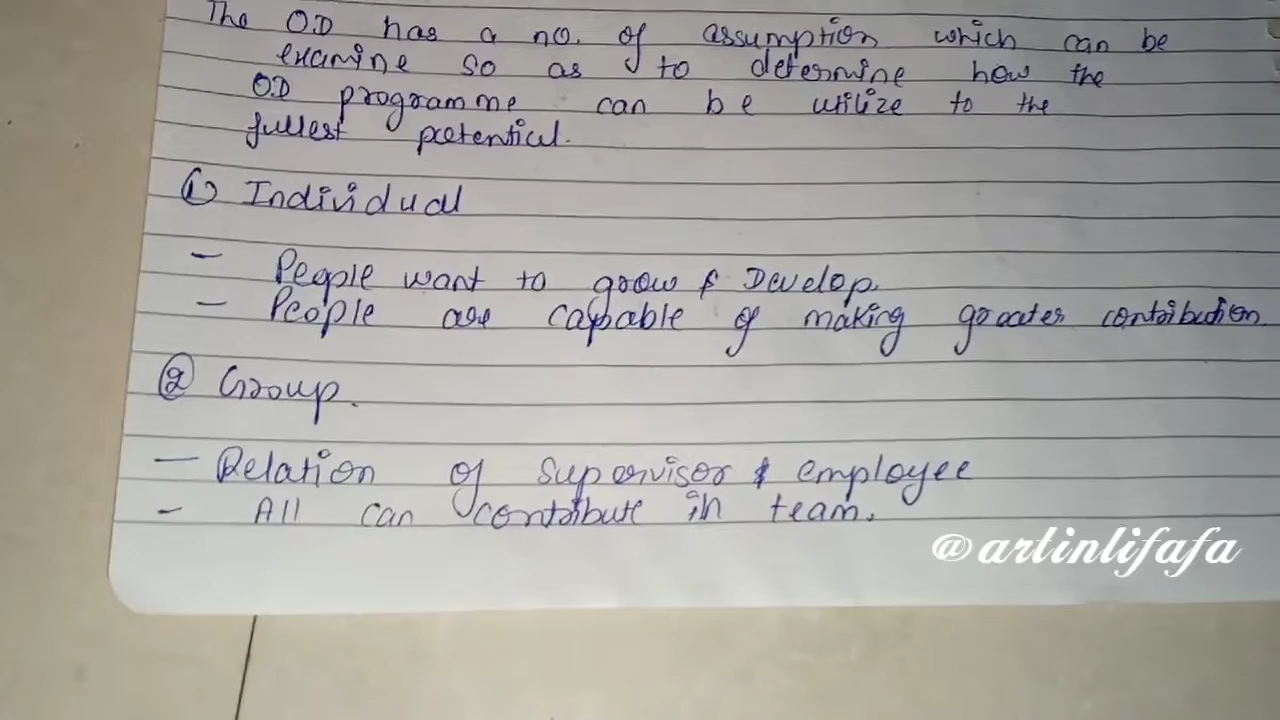 The OD has a no. of assumption which can be
examine so as to determine how the
OD programme can be utilize to the
fullest potential.
① Individual
- People want to grow & Develop.
- People are capable of making greater contribution
② Group.
- Relation of supervisor & employee
- All can contribute in team.
@artinlifafa